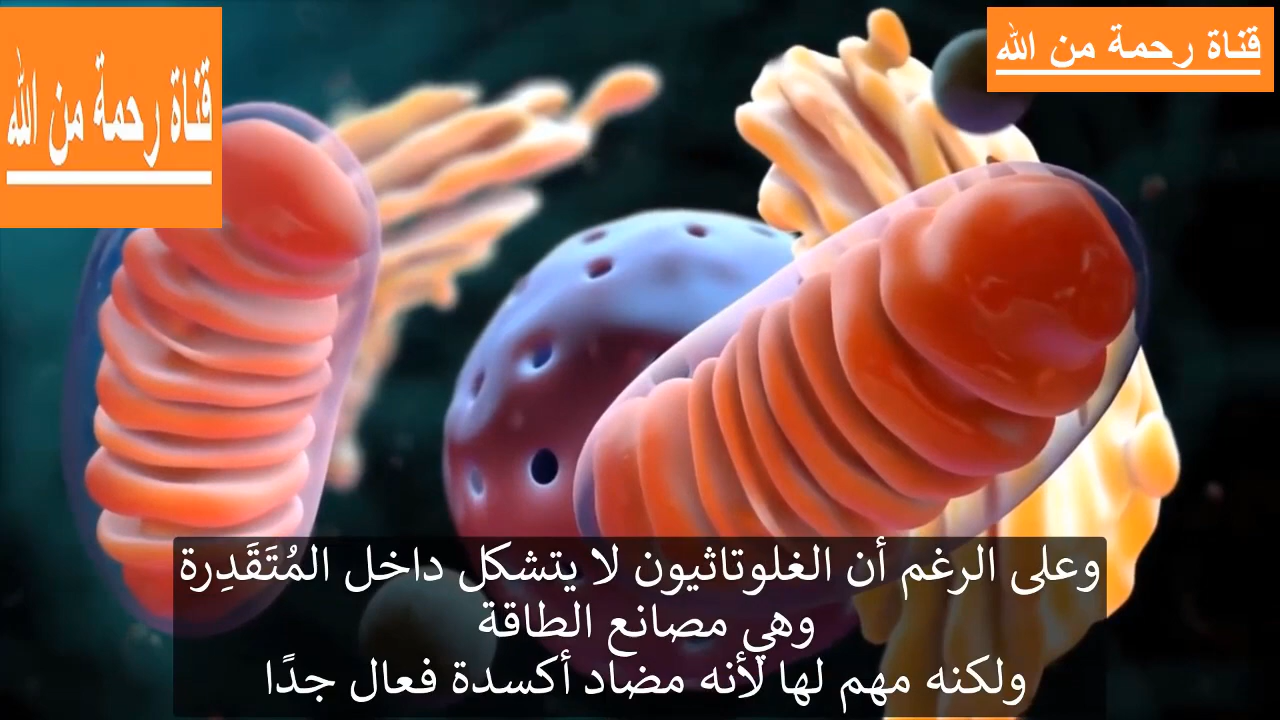 قناة رحمة من الله
قناة رحمة من الله
وعلى الرغم أن الغلوتاثيون لا يتشكل داخل المُتَقَدِرة
وهي مصانع الطاقة
ولكنه مهم لها لأنه مضاد أكسدة فعال جدًا